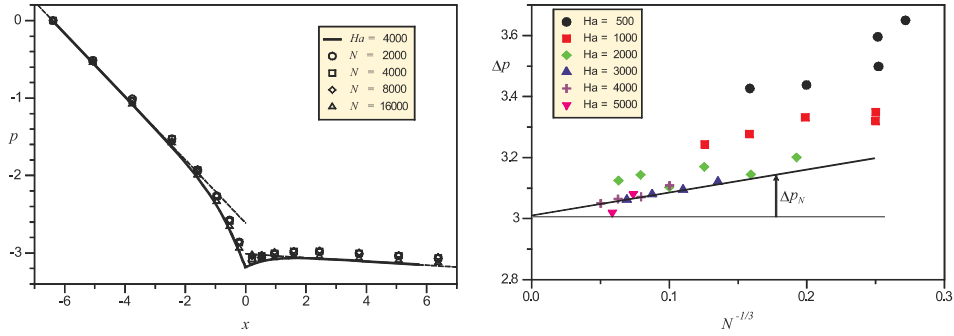 0
-1
-2
-3
p
-6
-4
-2
0
2
4
6
x
Ha = 4000
N = 2000
N = 4000
N = 8000
N = 16000
3.6
Δp
3.4
3.2
3
2.8
0.0
0.1
0.2
0.3
N^{-1/3}
Ha = 500
Ha = 1000
Ha = 2000
Ha = 3000
Ha = 4000
Ha = 5000
Δp_N